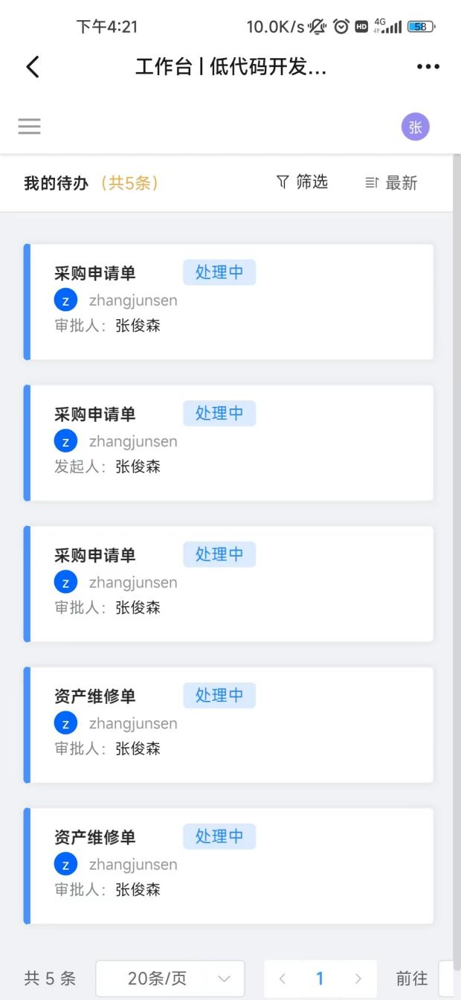 下午4:21 10.0K/s HD 4G 58
工作台 | 低代码开发...
张
我的待办 (共5条) 筛选 最新
采购申请单 处理中
z zhangjunsen
审批人: 张俊森
采购申请单 处理中
z zhangjunsen
发起人: 张俊森
采购申请单 处理中
z zhangjunsen
审批人: 张俊森
资产维修单 处理中
z zhangjunsen
审批人: 张俊森
资产维修单 处理中
z zhangjunsen
审批人: 张俊森
共 5 条 20条/页 1 前往